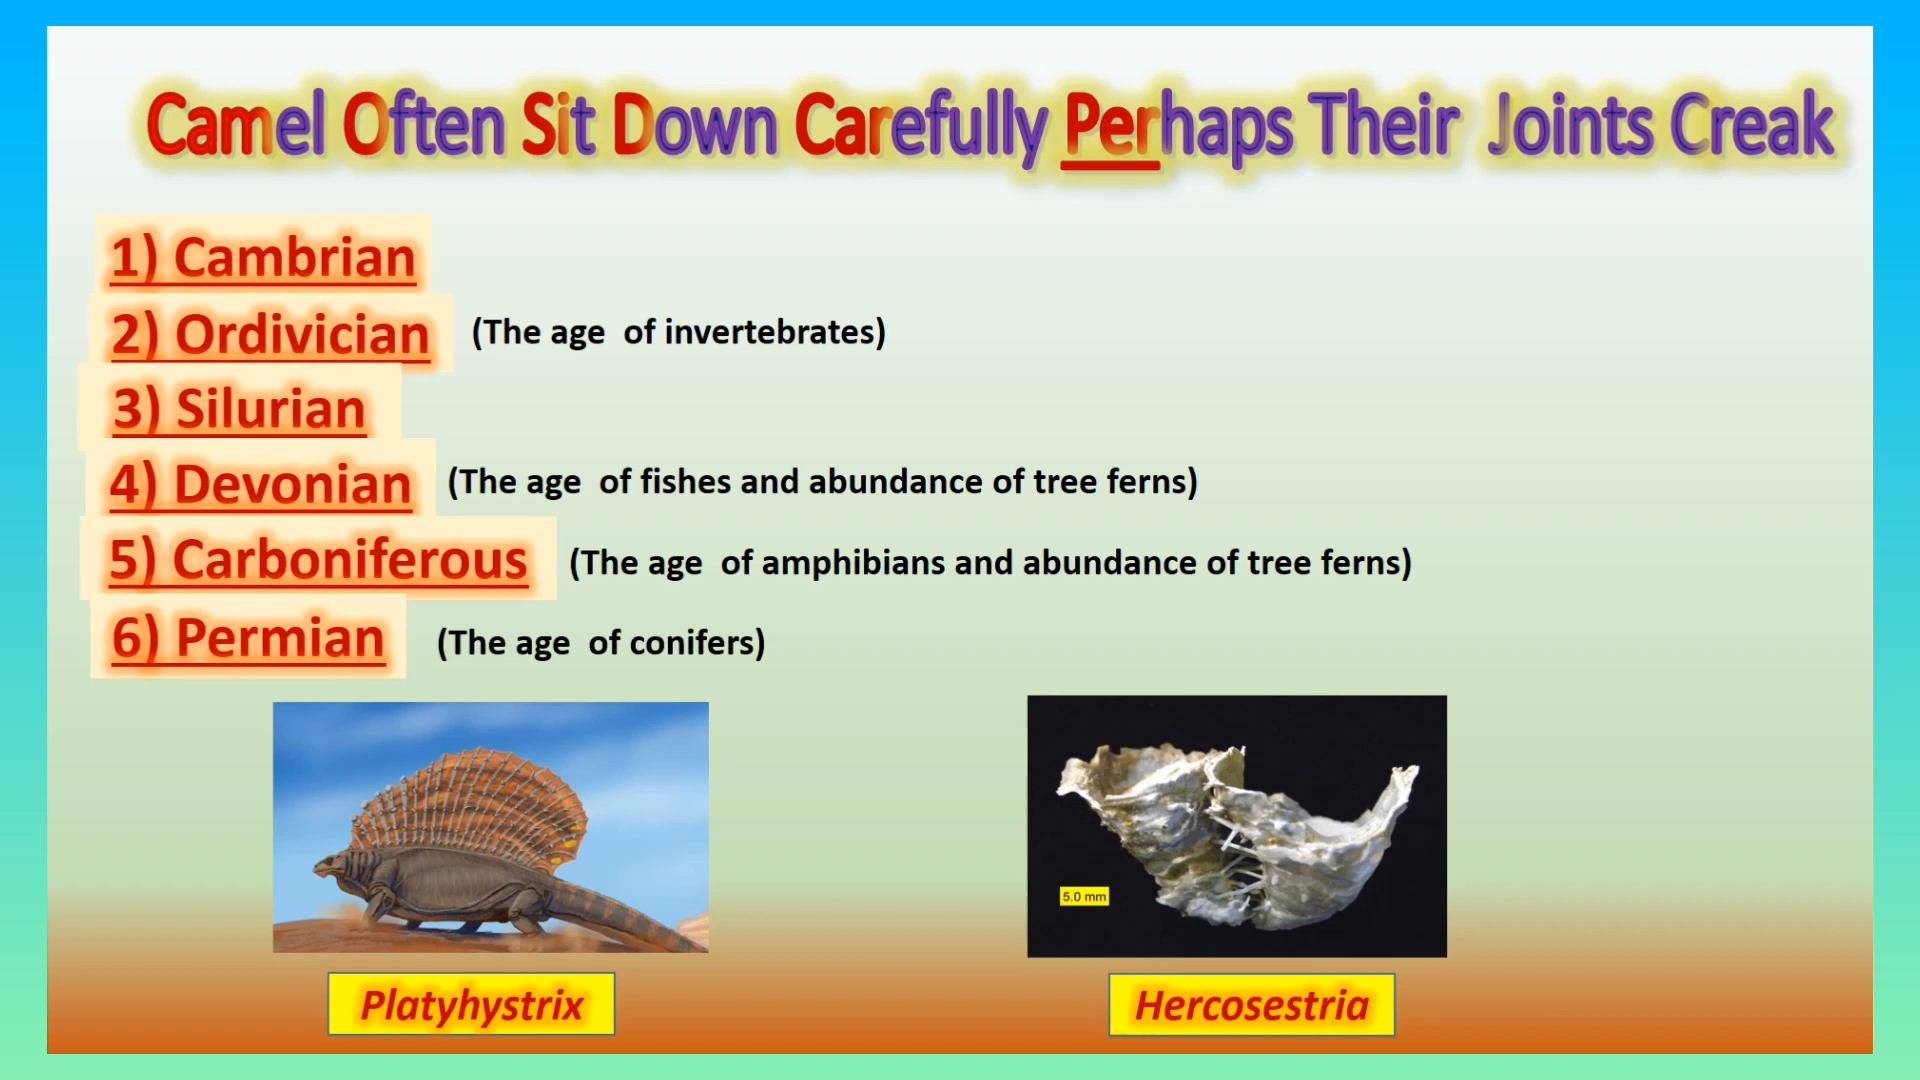 Camel Often Sit Down Carefully Perhaps Their Joints Creak
1) Cambrian
2) Ordivician (The age of invertebrates)
3) Silurian
4) Devonian (The age of fishes and abundance of tree ferns)
5) Carboniferous (The age of amphibians and abundance of tree ferns)
6) Permian (The age of conifers)
5.0 mm
Platyhystrix
Hercosestria